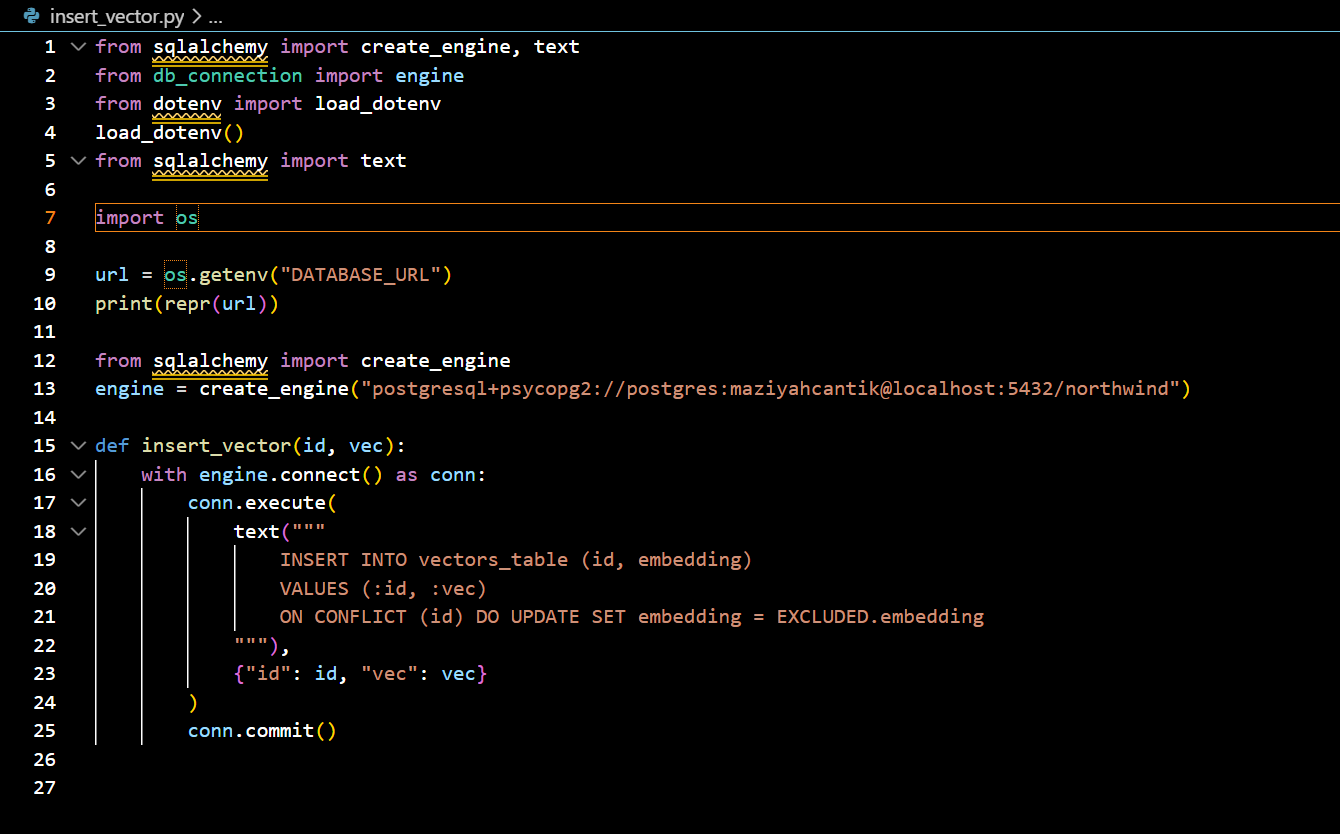 insert_vector.py > ...
1 from sqlalchemy import create_engine, text
2 from db_connection import engine
3 from dotenv import load_dotenv
4 load_dotenv()
5 from sqlalchemy import text
6
7 import os
8
9 url = os.getenv("DATABASE_URL")
10 print(repr(url))
11
12 from sqlalchemy import create_engine
13 engine = create_engine("postgresql+psycopg2://postgres:maziyahcantik@localhost:5432/northwind")
14
15 def insert_vector(id, vec):
16     with engine.connect() as conn:
17         conn.execute(
18             text("""
19                 INSERT INTO vectors_table (id, embedding)
20                 VALUES (:id, :vec)
21                 ON CONFLICT (id) DO UPDATE SET embedding = EXCLUDED.embedding
22             """),
23             {"id": id, "vec": vec}
24         )
25         conn.commit()
26
27